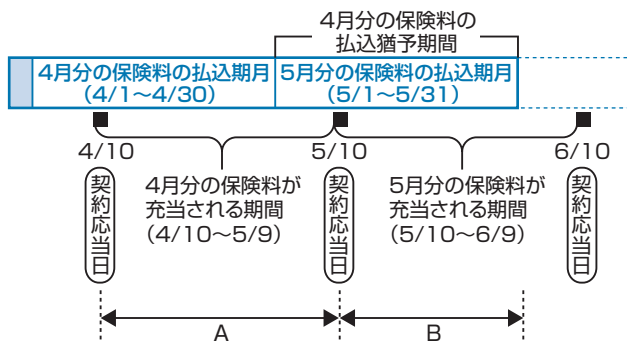 4月分の保険料の
払込猶予期間
4月分の保険料の払込期月
(4/1～4/30)
5月分の保険料の払込期月
(5/1～5/31)
4/10
5/10
6/10
契約応当日
4月分の保険料が
充当される期間
(4/10～5/9)
契約応当日
5月分の保険料が
充当される期間
(5/10～6/9)
契約応当日
A
B